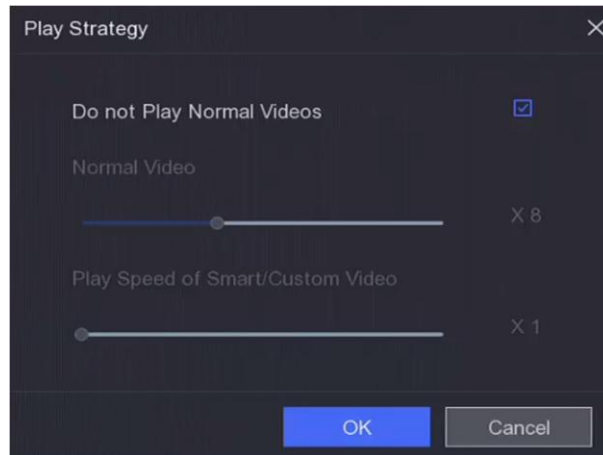 Play Strategy
Do not Play Normal Videos
Normal Video
X 8
Play Speed of Smart/Custom Video
X 1
OK
Cancel